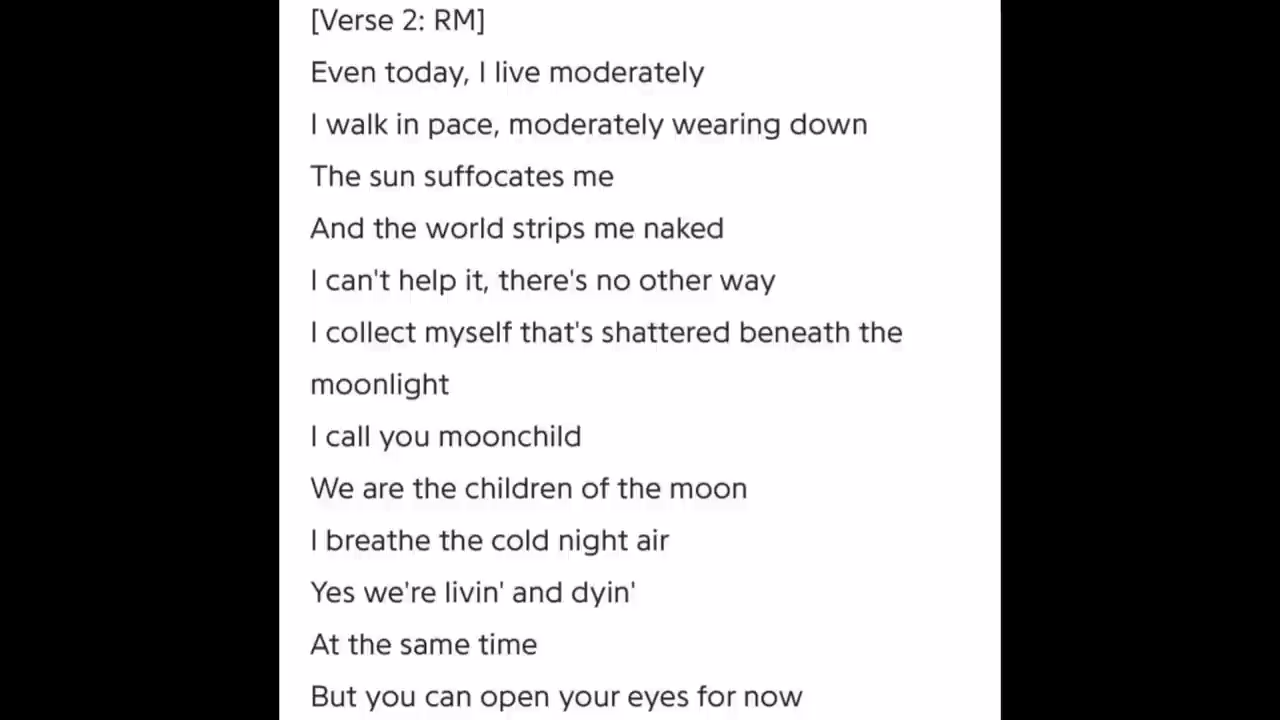 [Verse 2: RM]
Even today, I live moderately
I walk in pace, moderately wearing down
The sun suffocates me
And the world strips me naked
I can't help it, there's no other way
I collect myself that's shattered beneath the
moonlight
I call you moonchild
We are the children of the moon
I breathe the cold night air
Yes we're livin' and dyin'
At the same time
But you can open your eyes for now